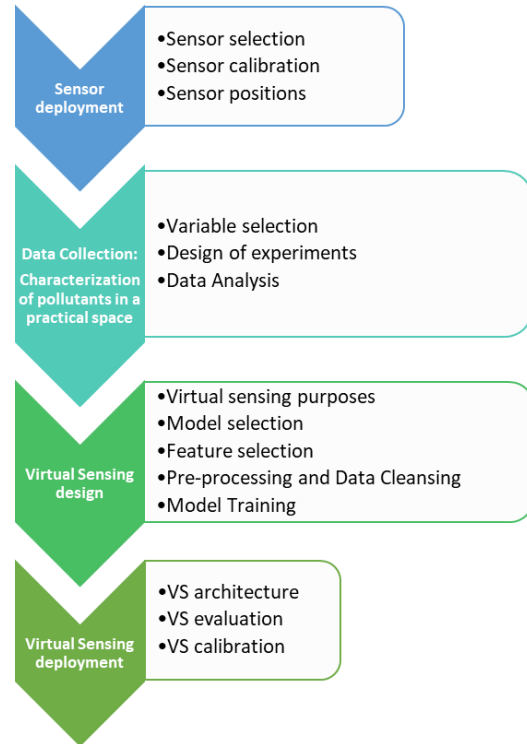 Sensor
deployment
•Sensor selection
•Sensor calibration
•Sensor positions
Data Collection:
Characterization
of pollutants in a
practical space
•Variable selection
•Design of experiments
•Data Analysis
Virtual Sensing
design
•Virtual sensing purposes
•Model selection
•Feature selection
•Pre-processing and Data Cleansing
•Model Training
Virtual Sensing
deployment
•VS architecture
•VS evaluation
•VS calibration